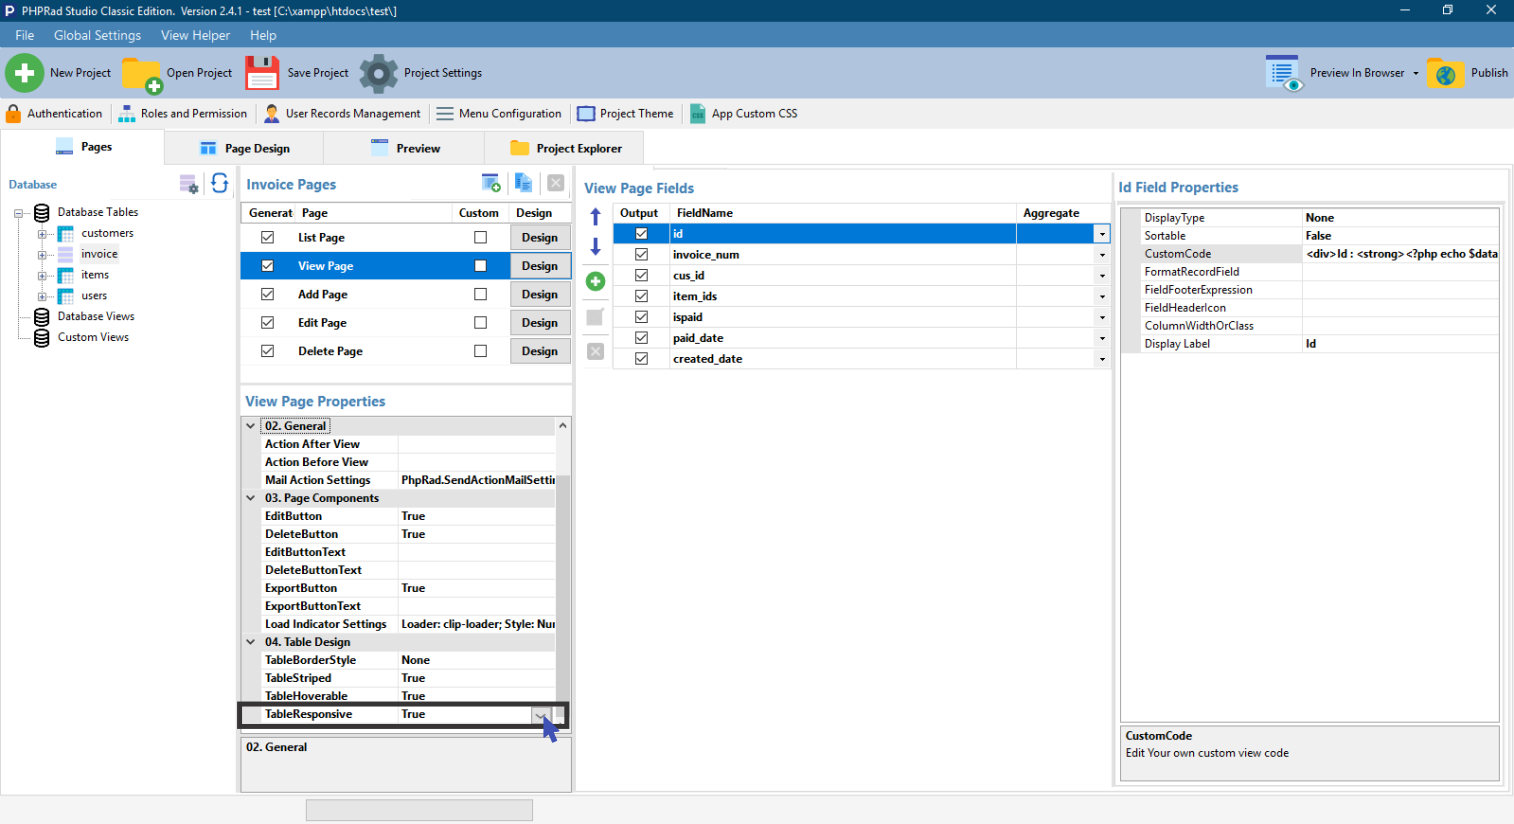 PHPRad Studio Classic Edition.  Version 2.4.1 - test [C:\xampp\htdocs\test\]
File Global Settings View Helper Help
New Project Open Project Save Project Project Settings Preview In Browser Publish
Authentication Roles and Permission User Records Management Menu Configuration Project Theme App Custom CSS
Pages Page Design Preview Project Explorer
Database
Database Tables
customers
invoice
items
users
Database Views
Custom Views
Invoice Pages
Generat Page Custom Design
List Page Design
View Page Design
Add Page Design
Edit Page Design
Delete Page Design
View Page Properties
02. General
Action After View
Action Before View
Mail Action Settings PhpRad.SendActionMailSettin
03. Page Components
EditButton True
DeleteButton True
EditButtonText
DeleteButtonText
ExportButton True
ExportButtonText
Load Indicator Settings Loader: clip-loader; Style: Nur
04. Table Design
TableBorderStyle None
TableStriped True
TableHoverable True
TableResponsive True
02. General
View Page Fields
Output FieldName Aggregate
id
invoice_num
cus_id
item_ids
ispaid
paid_date
created_date
Id Field Properties
DisplayType None
Sortable False
CustomCode <div>Id : <strong><?php echo $data
FormatRecordField
FieldFooterExpression
FieldHeaderIcon
ColumnWidthOrClass
Display Label Id
CustomCode
Edit Your own custom view code